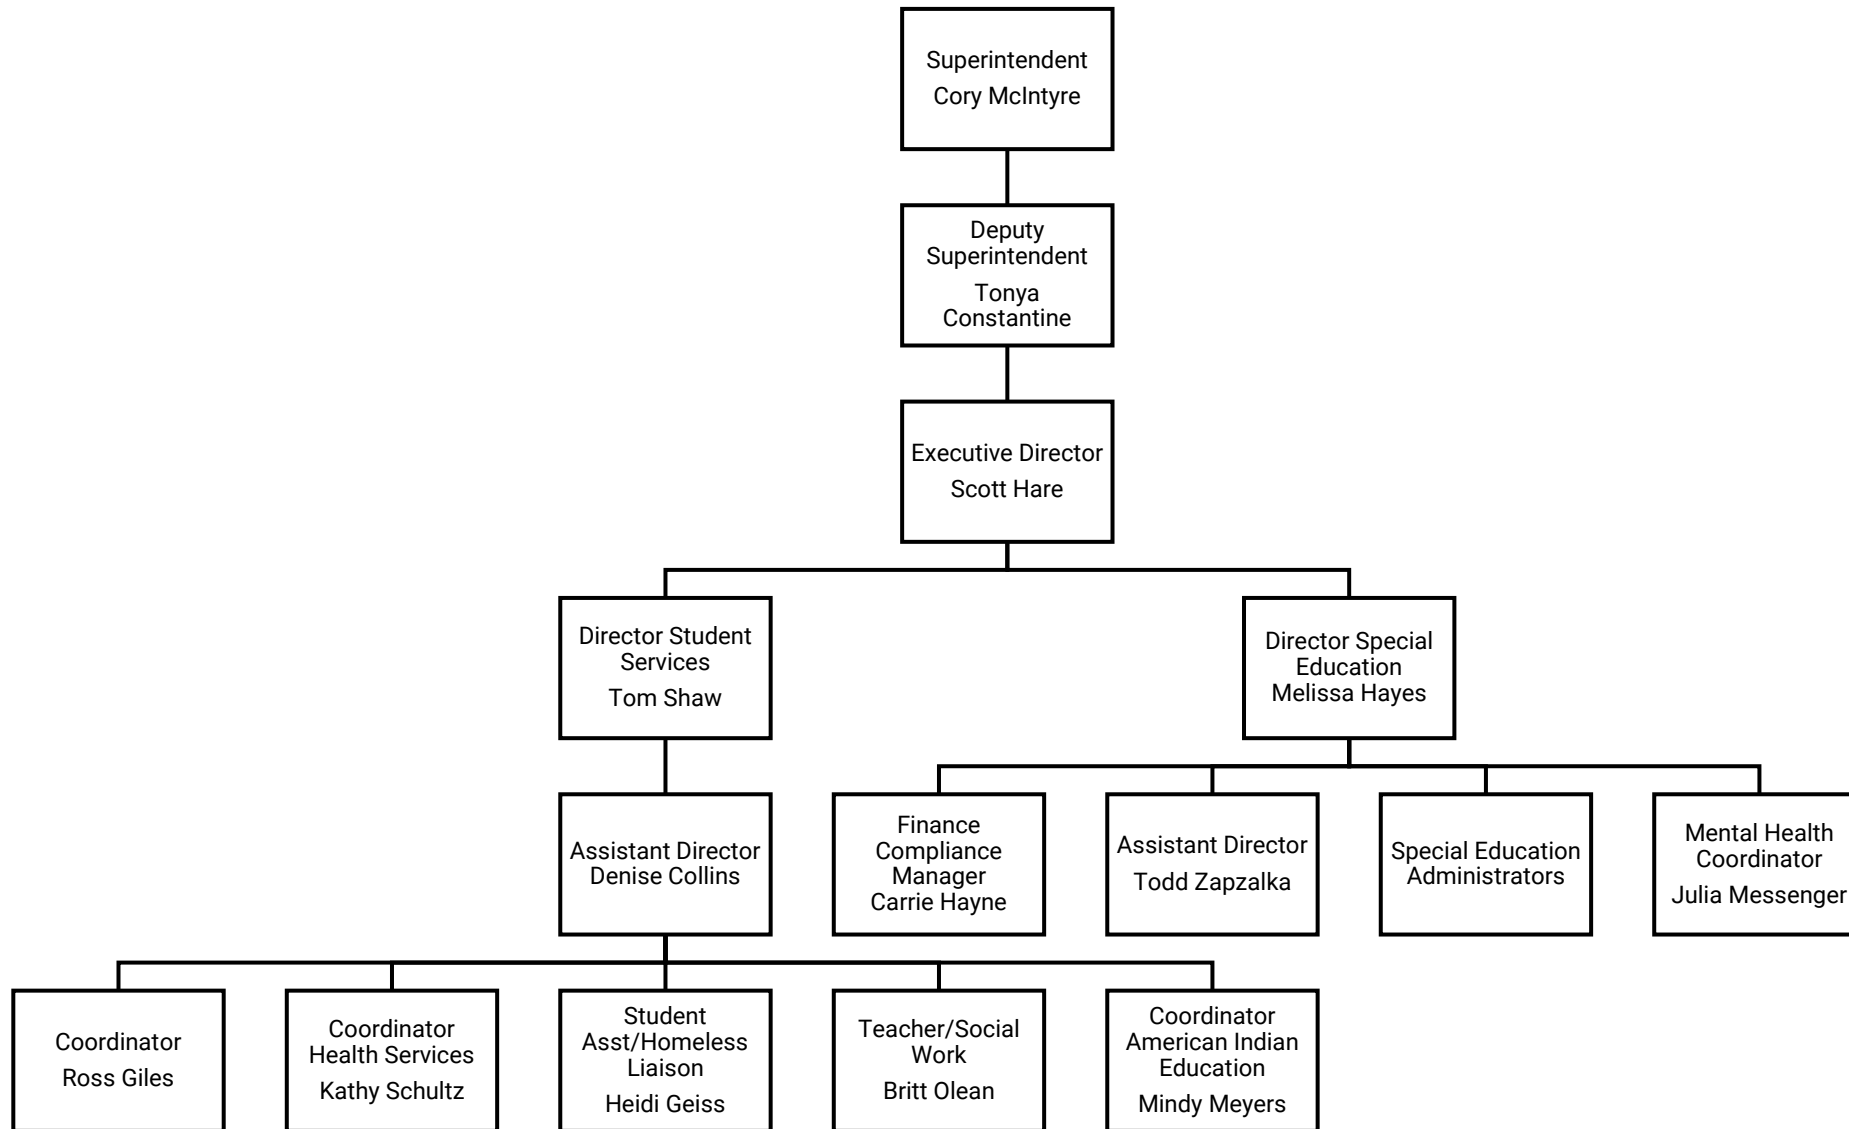 Superintendent
Cory McIntyre
Deputy
Superintendent
Tonya
Constantine
Executive Director
Scott Hare
Director Student
Services
Tom Shaw
Director Special
Education
Melissa Hayes
Assistant Director
Denise Collins
Finance
Compliance
Manager
Carrie Hayne
Assistant Director
Todd Zapzalka
Special Education
Administrators
Mental Health
Coordinator
Julia Messenger
Coordinator
Ross Giles
Coordinator
Health Services
Kathy Schultz
Student
Asst/Homeless
Liaison
Heidi Geiss
Teacher/Social
Work
Britt Olean
Coordinator
American Indian
Education
Mindy Meyers